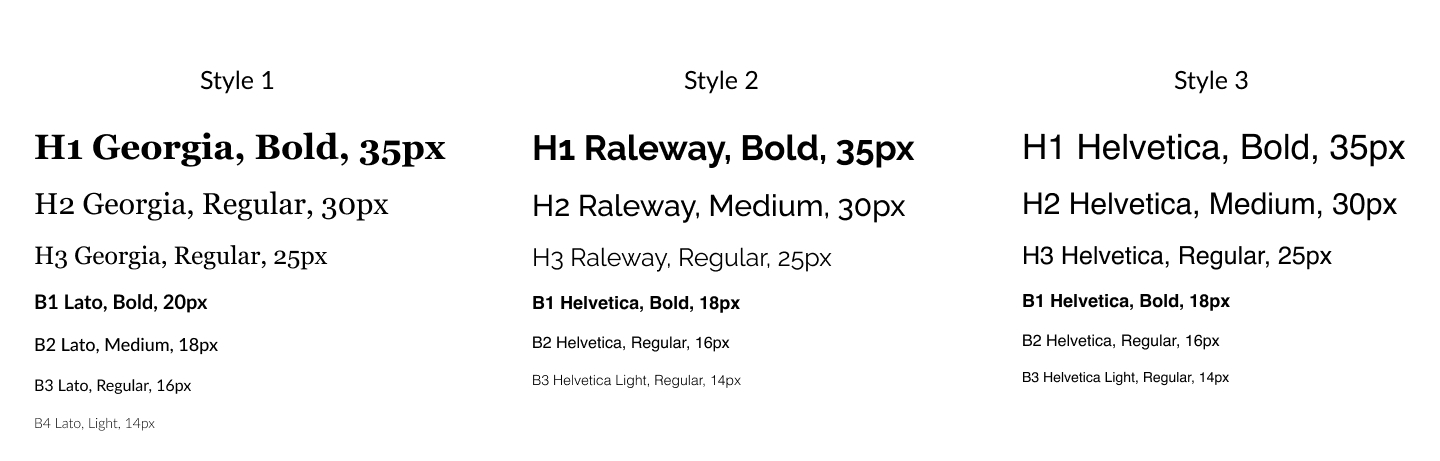 Style 1
H1 Georgia, Bold, 35px
H2 Georgia, Regular, 30px
H3 Georgia, Regular, 25px
B1 Lato, Bold, 20px
B2 Lato, Medium, 18px
B3 Lato, Regular, 16px
B4 Lato, Light, 14px
Style 2
H1 Raleway, Bold, 35px
H2 Raleway, Medium, 30px
H3 Raleway, Regular, 25px
B1 Helvetica, Bold, 18px
B2 Helvetica, Regular, 16px
B3 Helvetica Light, Regular, 14px
Style 3
H1 Helvetica, Bold, 35px
H2 Helvetica, Medium, 30px
H3 Helvetica, Regular, 25px
B1 Helvetica, Bold, 18px
B2 Helvetica, Regular, 16px
B3 Helvetica Light, Regular, 14px